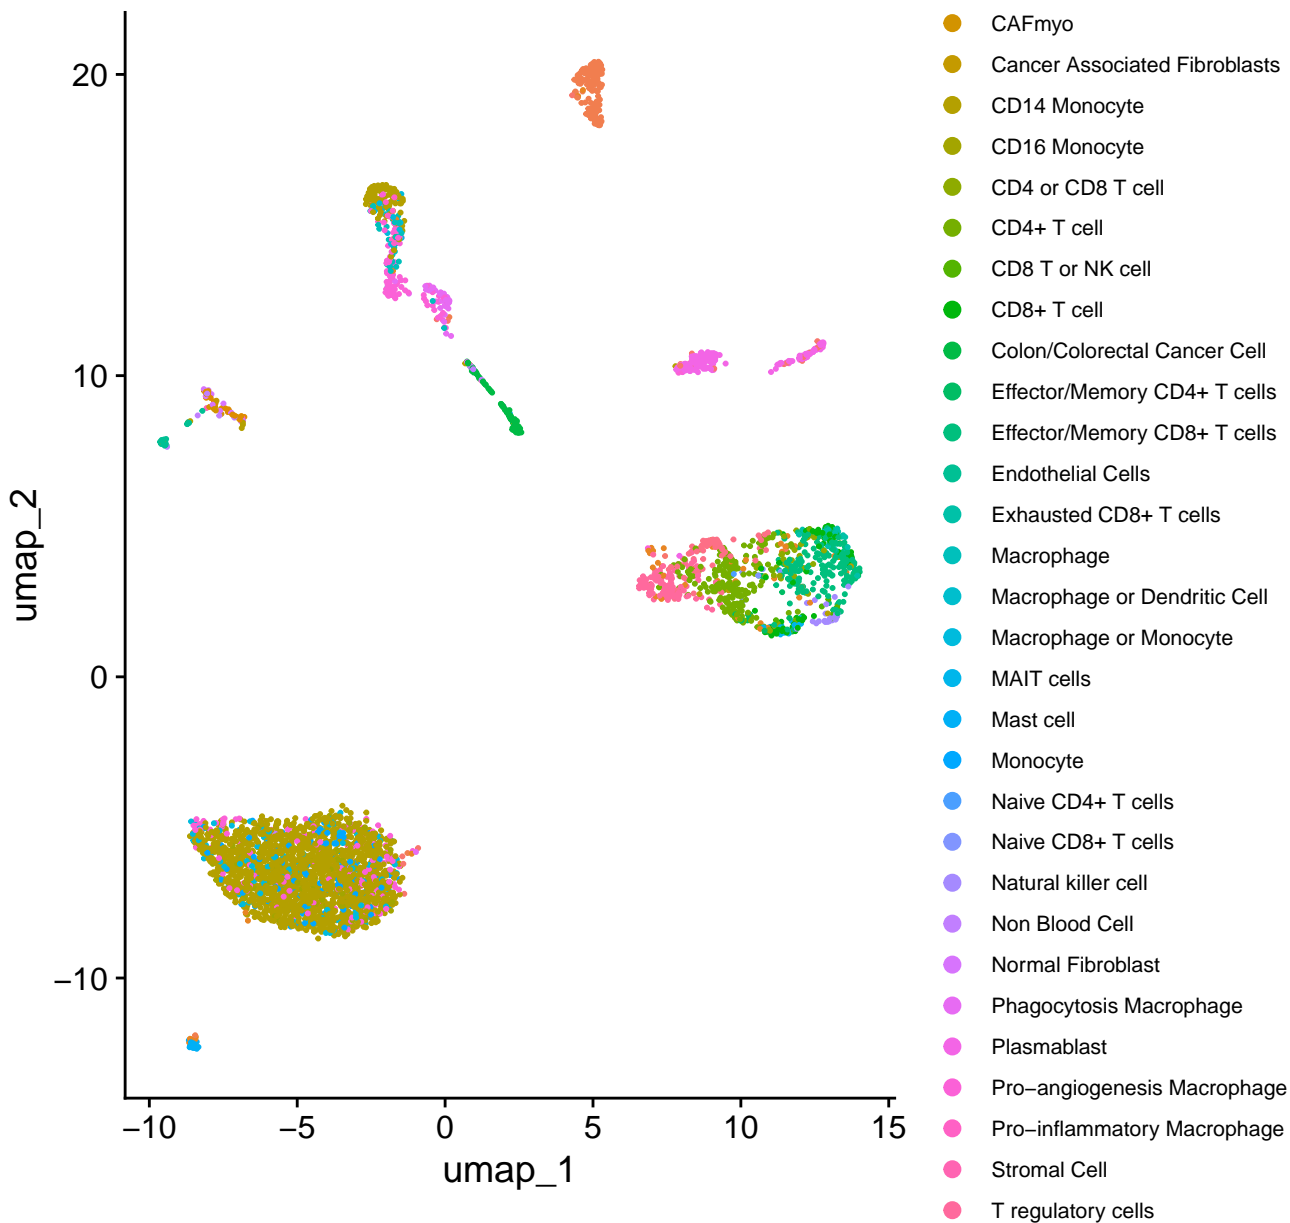 20
10
0
−10
umap_2
−10
−5
0
5
10
15
umap_1
CAFmyo
Cancer Associated Fibroblasts
CD14 Monocyte
CD16 Monocyte
CD4 or CD8 T cell
CD4+ T cell
CD8 T or NK cell
CD8+ T cell
Colon/Colorectal Cancer Cell
Effector/Memory CD4+ T cells
Effector/Memory CD8+ T cells
Endothelial Cells
Exhausted CD8+ T cells
Macrophage
Macrophage or Dendritic Cell
Macrophage or Monocyte
MAIT cells
Mast cell
Monocyte
Naive CD4+ T cells
Naive CD8+ T cells
Natural killer cell
Non Blood Cell
Normal Fibroblast
Phagocytosis Macrophage
Plasmablast
Pro−angiogenesis Macrophage
Pro−inflammatory Macrophage
Stromal Cell
T regulatory cells